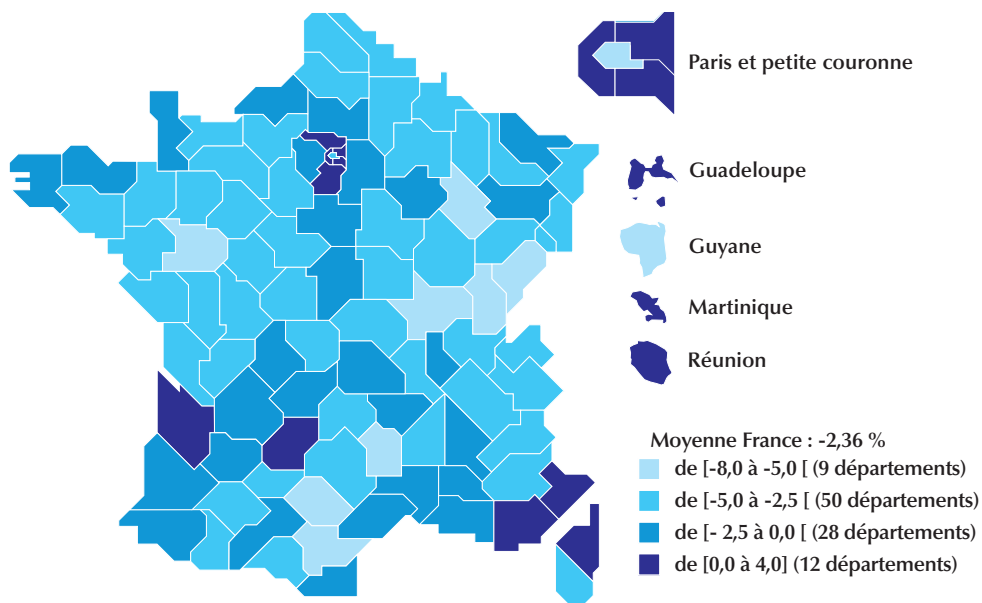 Paris et petite couronne
Guadeloupe
Guyane
Martinique
Réunion
Moyenne France : -2,36 %
de [-8,0 à -5,0 [ (9 départements)
de [-5,0 à -2,5 [ (50 départements)
de [- 2,5 à 0,0 [ (28 départements)
de [0,0 à 4,0] (12 départements)